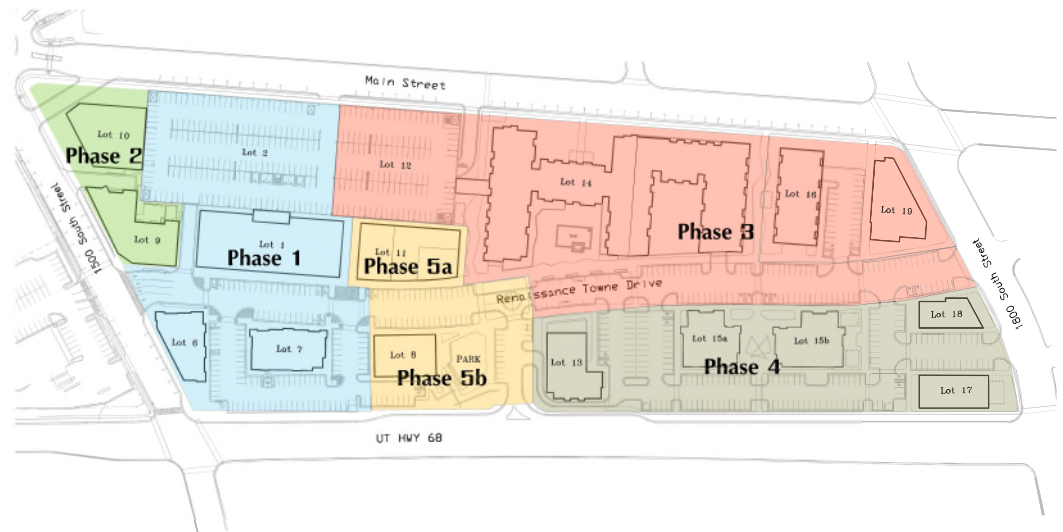 Main Street
Lot 10
Phase 2
Lot 2
Lot 12
Lot 14
Lot 16
Lot 19
Phase 3
1500 South Street
Lot 9
Lot 1
Phase 1
Lot 11
Phase 5a
Renaissance Towne Drive
1800 South Street
Lot 6
Lot 7
Lot 8
PARK
Phase 5b
Lot 13
Lot 15a
Lot 15b
Phase 4
Lot 18
Lot 17
UT HWY 68